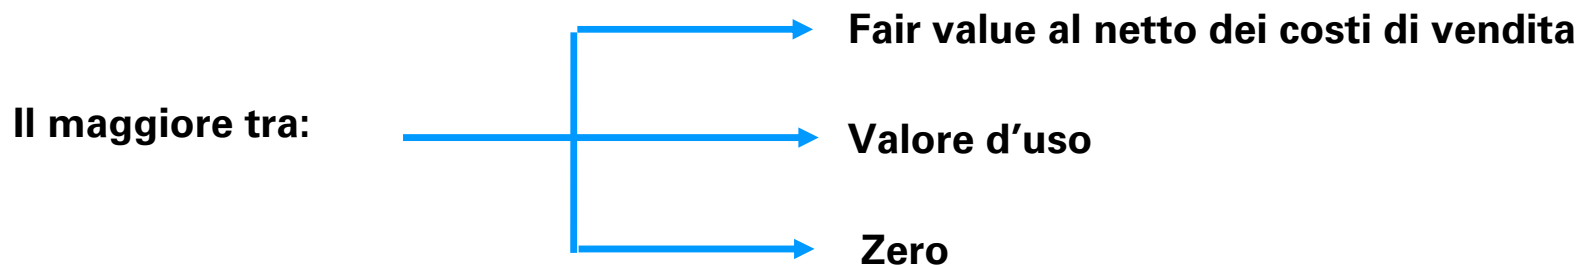 Fair value al netto dei costi di vendita
Il maggiore tra:
Valore d’uso
Zero